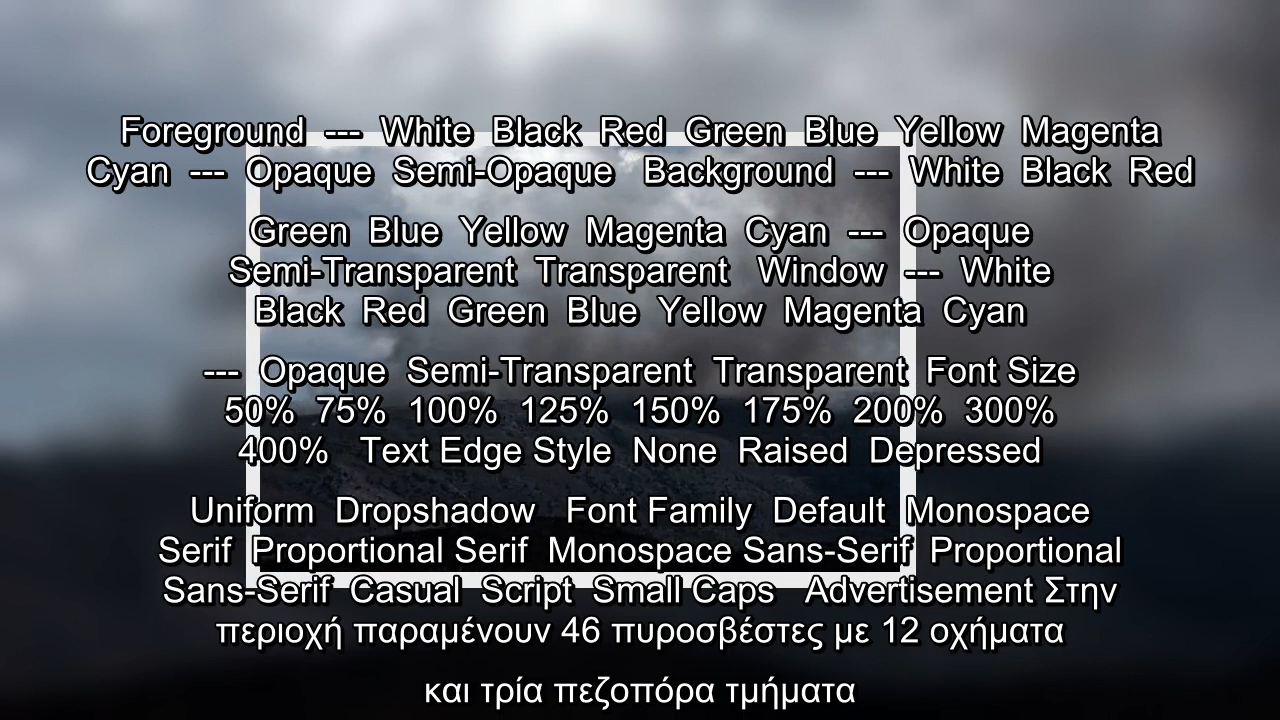 Foreground --- White Black Red Green Blue Yellow Magenta
Cyan --- Opaque Semi-Opaque Background --- White Black Red
Green Blue Yellow Magenta Cyan --- Opaque
Semi-Transparent Transparent Window --- White
Black Red Green Blue Yellow Magenta Cyan
--- Opaque Semi-Transparent Transparent Font Size
50% 75% 100% 125% 150% 175% 200% 300%
400% Text Edge Style None Raised Depressed
Uniform Dropshadow Font Family Default Monospace
Serif Proportional Serif Monospace Sans-Serif Proportional
Sans-Serif Casual Script Small Caps Advertisement Στην
περιοχή παραμένουν 46 πυροσβέστες με 12 οχήματα
και τρία πεζοπόρα τμήματα